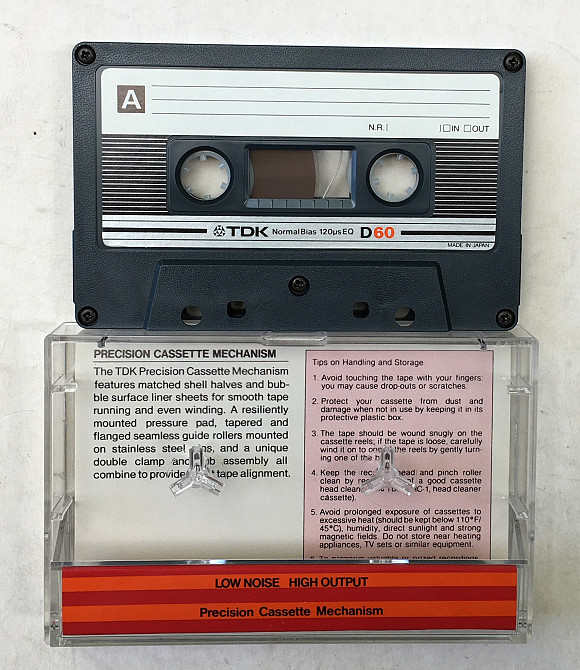 A
N.R.[ ]□IN □OUT
TDK Normal Bias 120µs EQ D60
MADE IN JAPAN
PRECISION CASSETTE MECHANISM
The TDK Precision Cassette Mechanism
features matched shell halves and bub-
ble surface liner sheets for smooth tape
running and even winding. A resiliently
mounted pressure pad, tapered and
flanged seamless guide rollers mounted
on stainless steel and a unique
double clamp assembly all
combine to provide tape alignment.
Tips on Handling and Storage
1. Avoid touching the tape with your fingers:
you may cause drop-outs or scratches.
2. Protect your cassette from dust and
damage when not in use by keeping it in its
protective plastic box.
3. The tape should be wound snugly on the
cassette reels; if the tape is loose, carefully
wind it on to the reels by gently turn-
ing one of the
4. Keep the head and pinch roller
clean by of a good cassette
head cleaner C-1, head cleaner
cassette).
5. Avoid prolonged exposure of cassettes to
excessive heat (should be kept below 110°F/
45°C), humidity, direct sunlight and strong
magnetic fields. Do not store near heating
appliances, TV sets or similar equipment.
LOW NOISE HIGH OUTPUT
Precision Cassette Mechanism